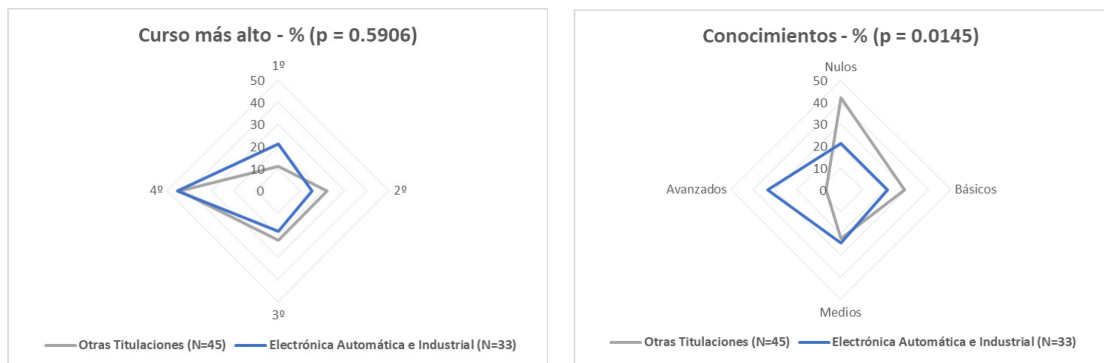 Curso más alto - % (p = 0.5906)
1º
50
40
30
20
10
0
4º
2º
3º
Otras Titulaciones (N=45)
Electrónica Automática e Industrial (N=33)
Conocimientos - % (p = 0.0145)
Nulos
50
40
30
20
10
0
Avanzados
Básicos
Medios
Otras Titulaciones (N=45)
Electrónica Automática e Industrial (N=33)